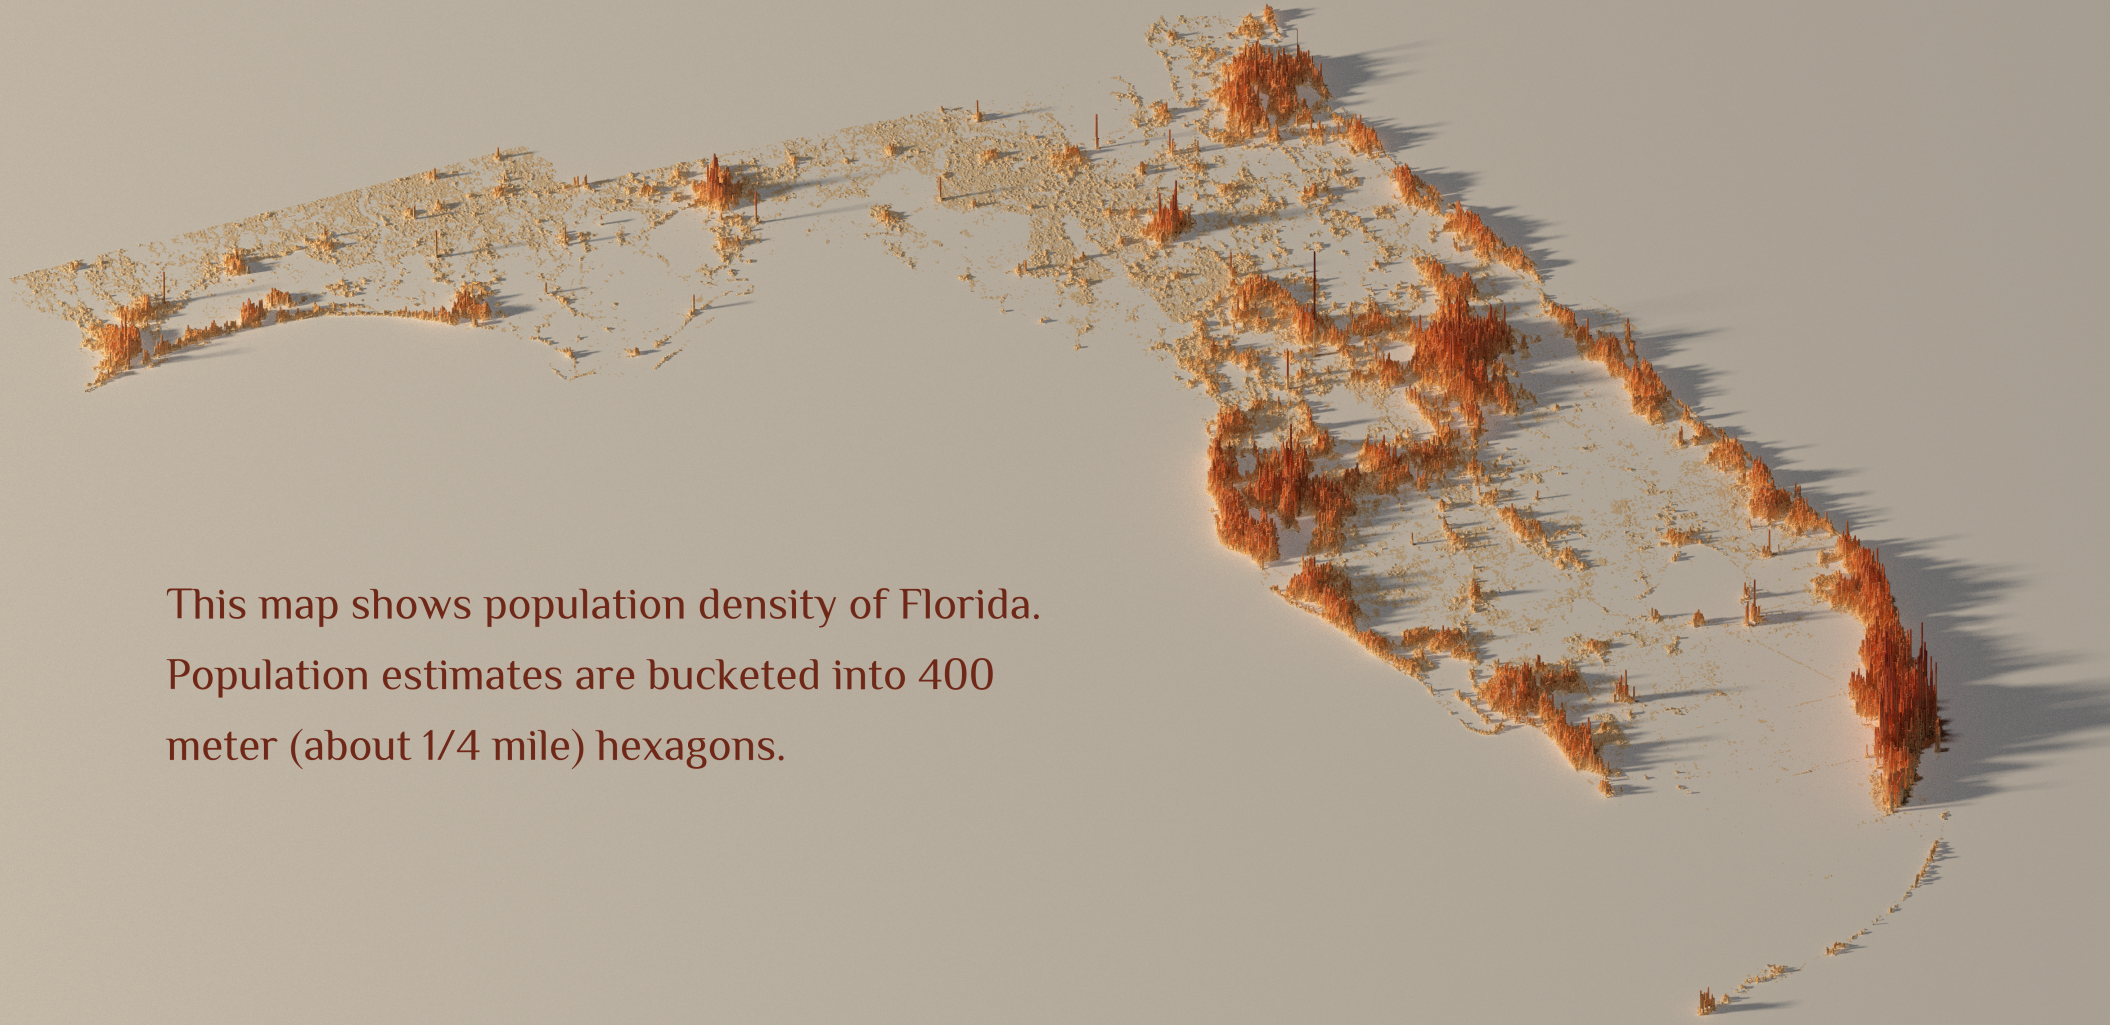 This map shows population density of Florida.
Population estimates are bucketed into 400
meter (about 1/4 mile) hexagons.